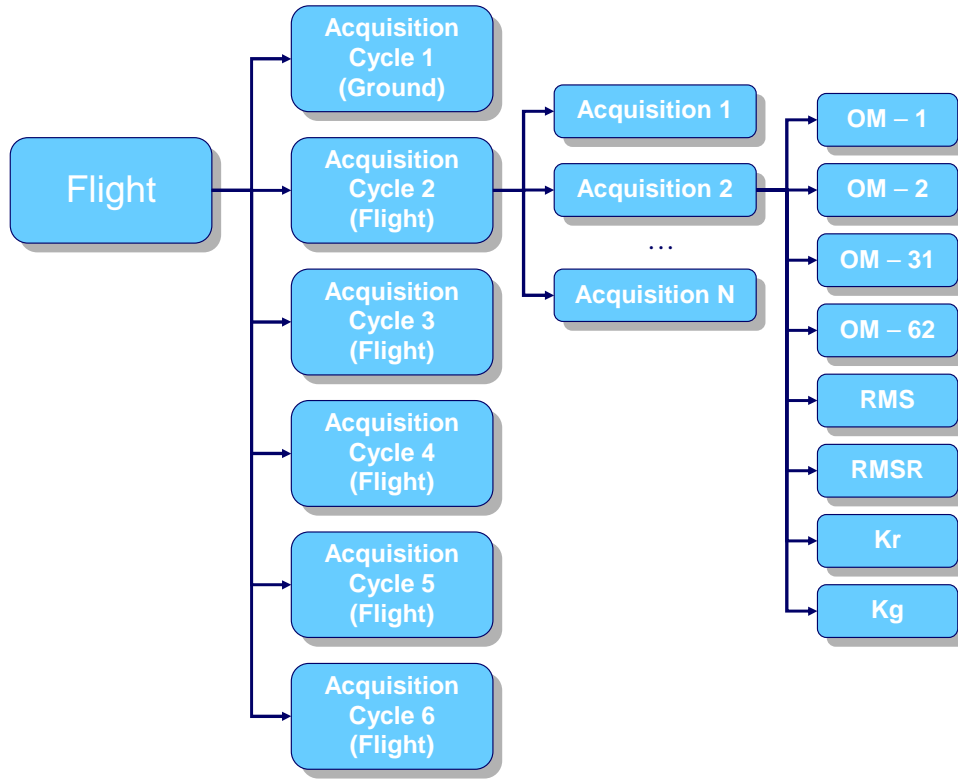 Flight
Acquisition
Cycle 1
(Ground)
Acquisition
Cycle 2
(Flight)
Acquisition
Cycle 3
(Flight)
Acquisition
Cycle 4
(Flight)
Acquisition
Cycle 5
(Flight)
Acquisition
Cycle 6
(Flight)
Acquisition 1
Acquisition 2
...
Acquisition N
OM – 1
OM – 2
OM – 31
OM – 62
RMS
RMSR
Kr
Kg